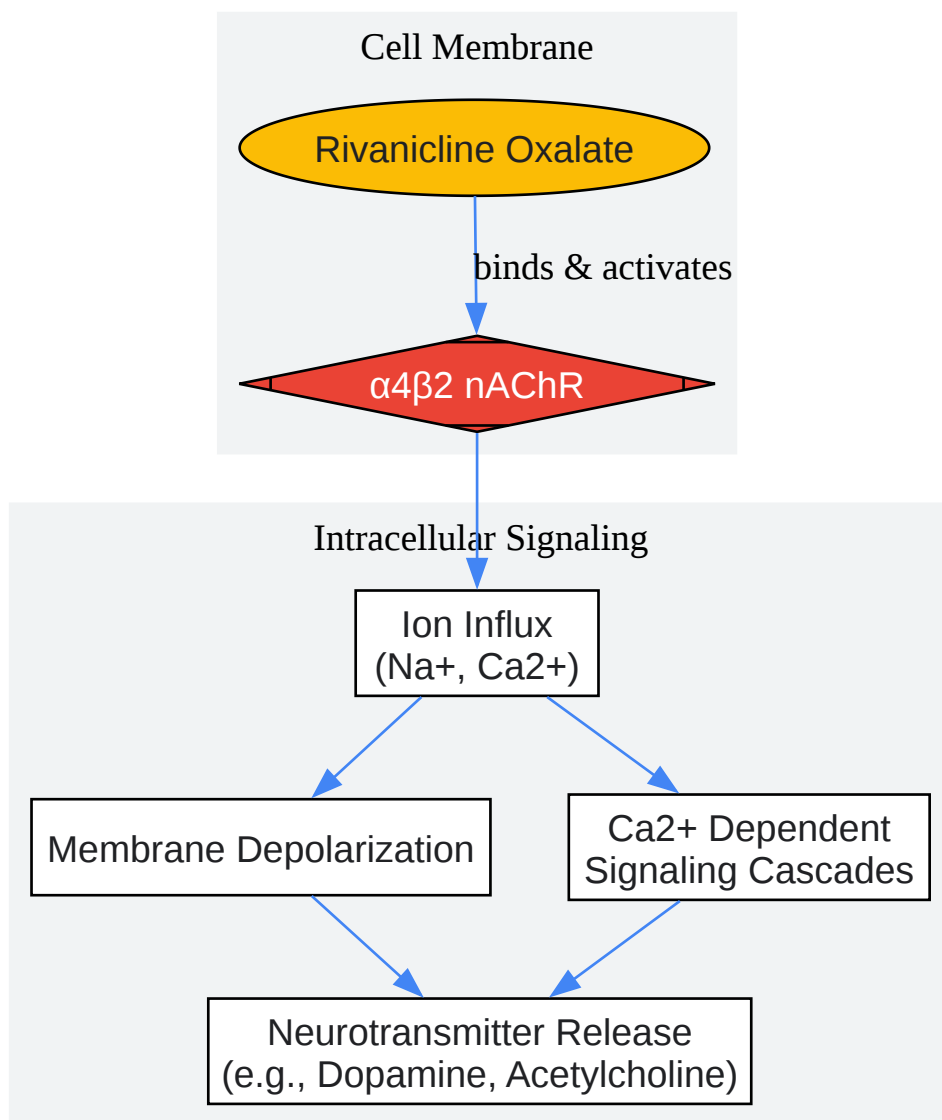 Cell Membrane
Rivanicline Oxalate
binds & activates
α4β2 nAChR
Intracellular Signaling
Ion Influx
(Na+, Ca2+)
Membrane Depolarization
Ca2+ Dependent
Signaling Cascades
Neurotransmitter Release
(e.g., Dopamine, Acetylcholine)